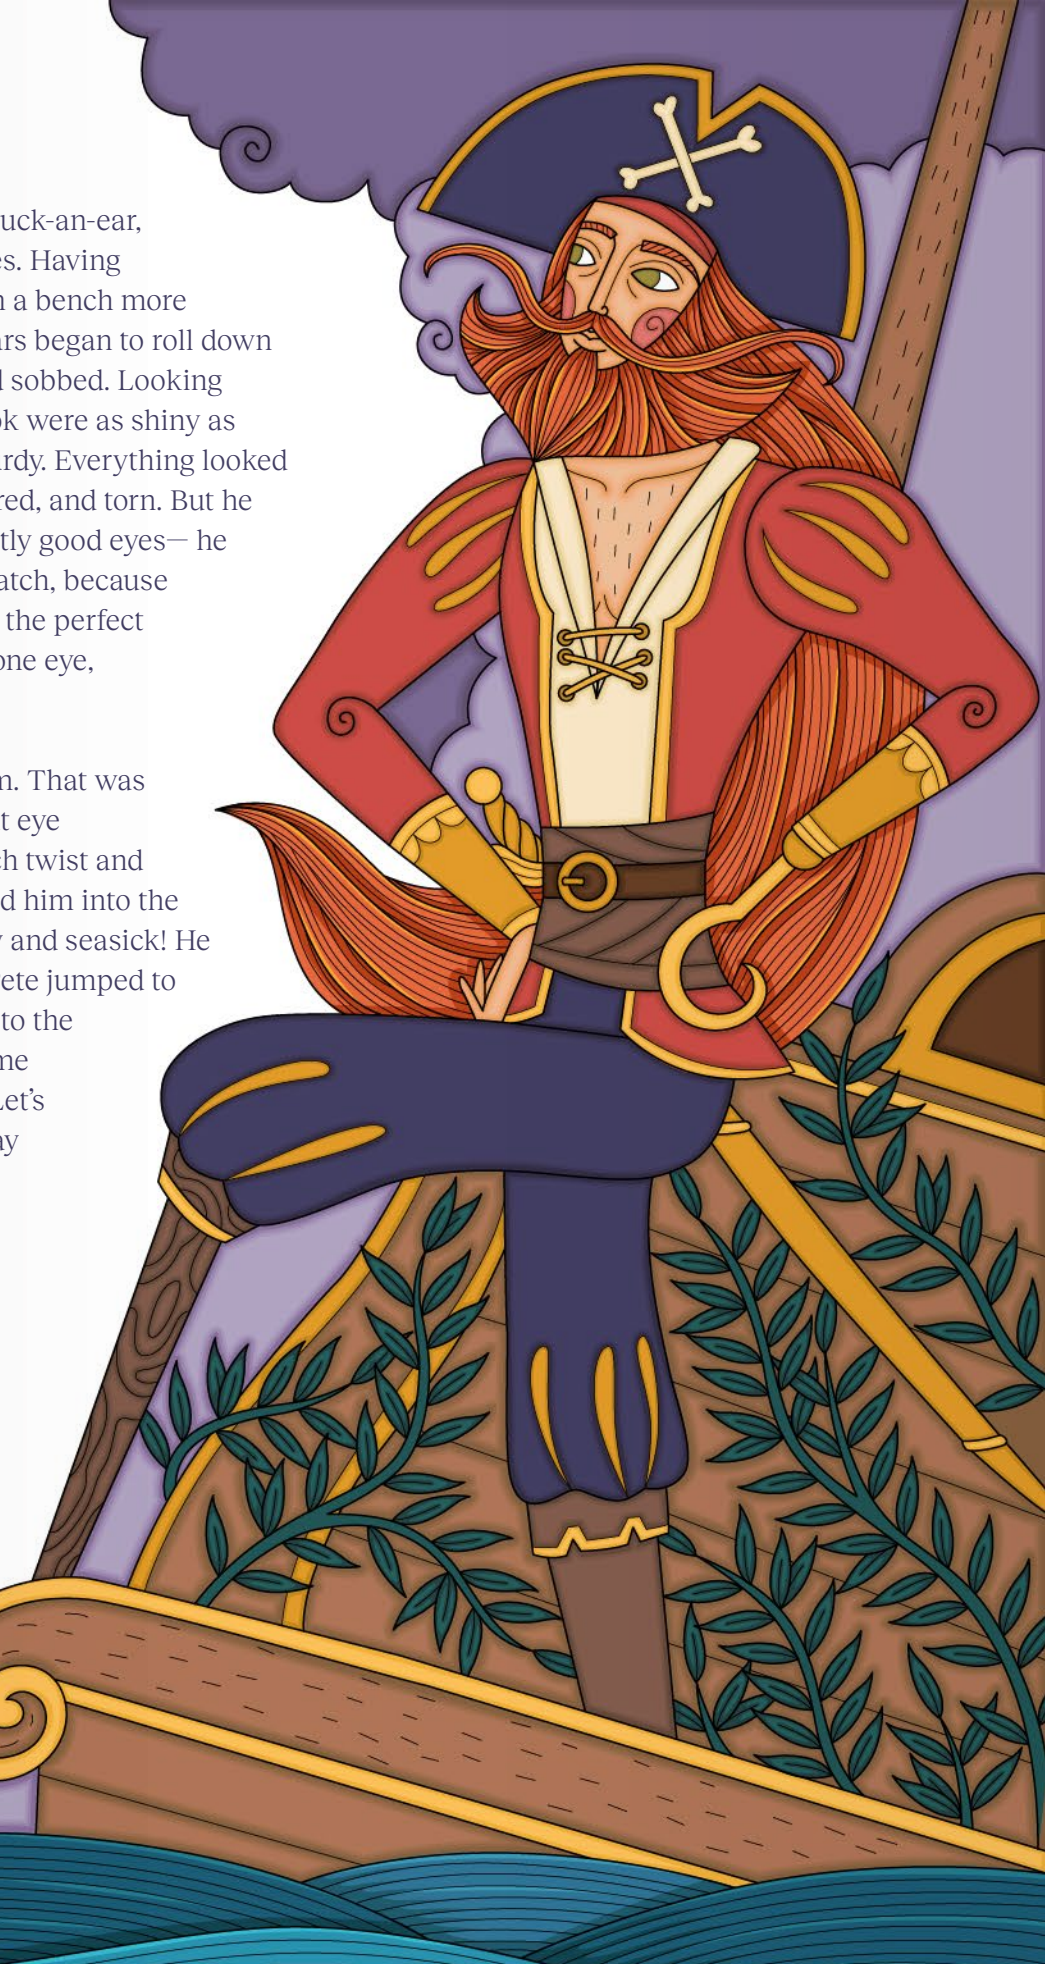 uck-an-ear,
es. Having
n a bench more
ars began to roll down
d sobbed. Looking
ok were as shiny as
ardy. Everything looked
red, and torn. But he
tly good eyes— he
atch, because
the perfect
one eye,
m. That was
t eye
ch twist and
d him into the
y and seasick! He
ete jumped to
to the
me
Let’s
ay